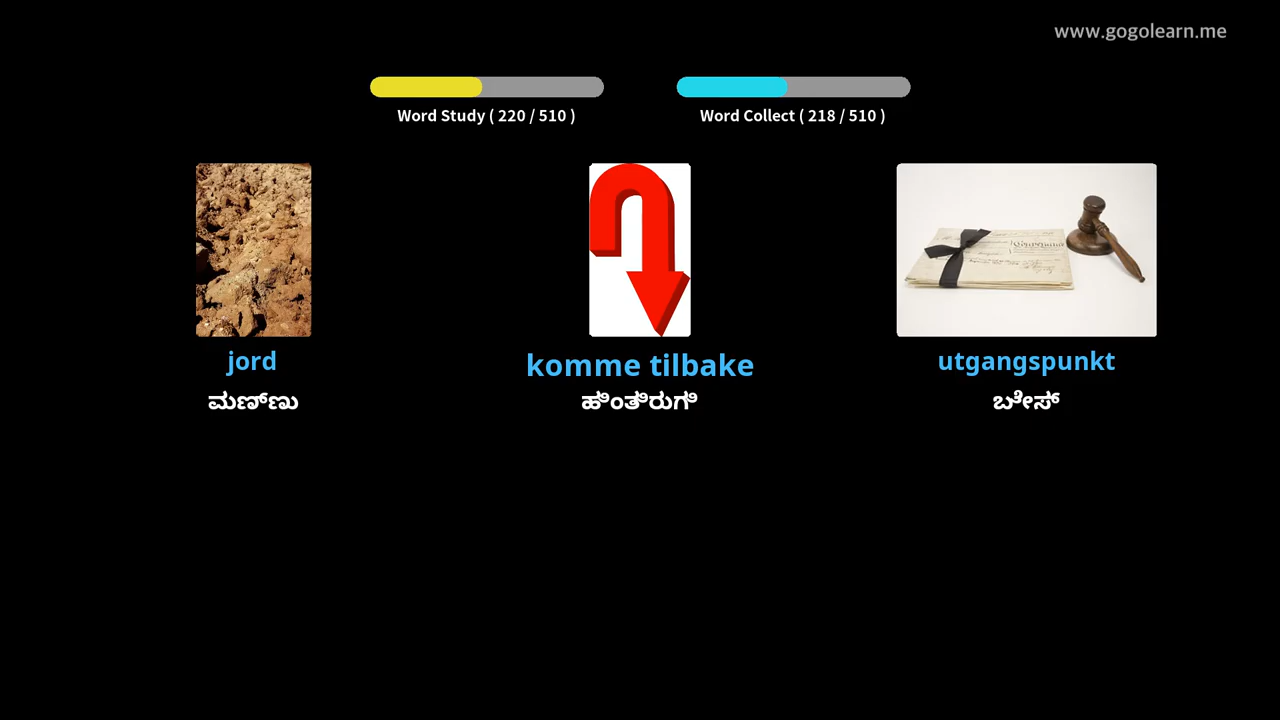 www.gogolearn.me
Word Study ( 220 / 510 )
Word Collect ( 218 / 510 )
jord
ಮಣ್ಣು
komme tilbake
ಹಿಂತಿರುಗಿ
utgangspunkt
ಬೇಸ್